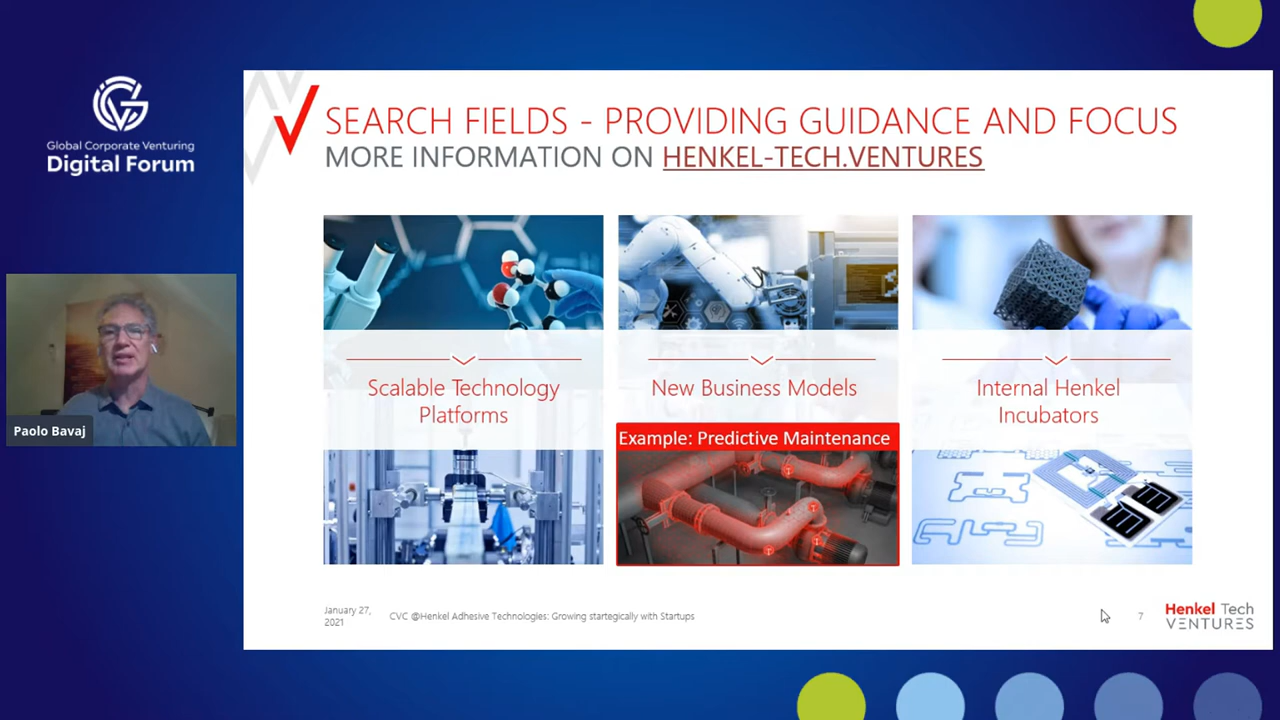 Global Corporate Venturing
Digital Forum
Paolo Bavaj
SEARCH FIELDS - PROVIDING GUIDANCE AND FOCUS
MORE INFORMATION ON HENKEL-TECH.VENTURES
Scalable Technology
Platforms
New Business Models
Example: Predictive Maintenance
Internal Henkel
Incubators
January 27,
2021
CVC @Henkel Adhesive Technologies: Growing startegically with Startups
7
Henkel Tech
VENTURES